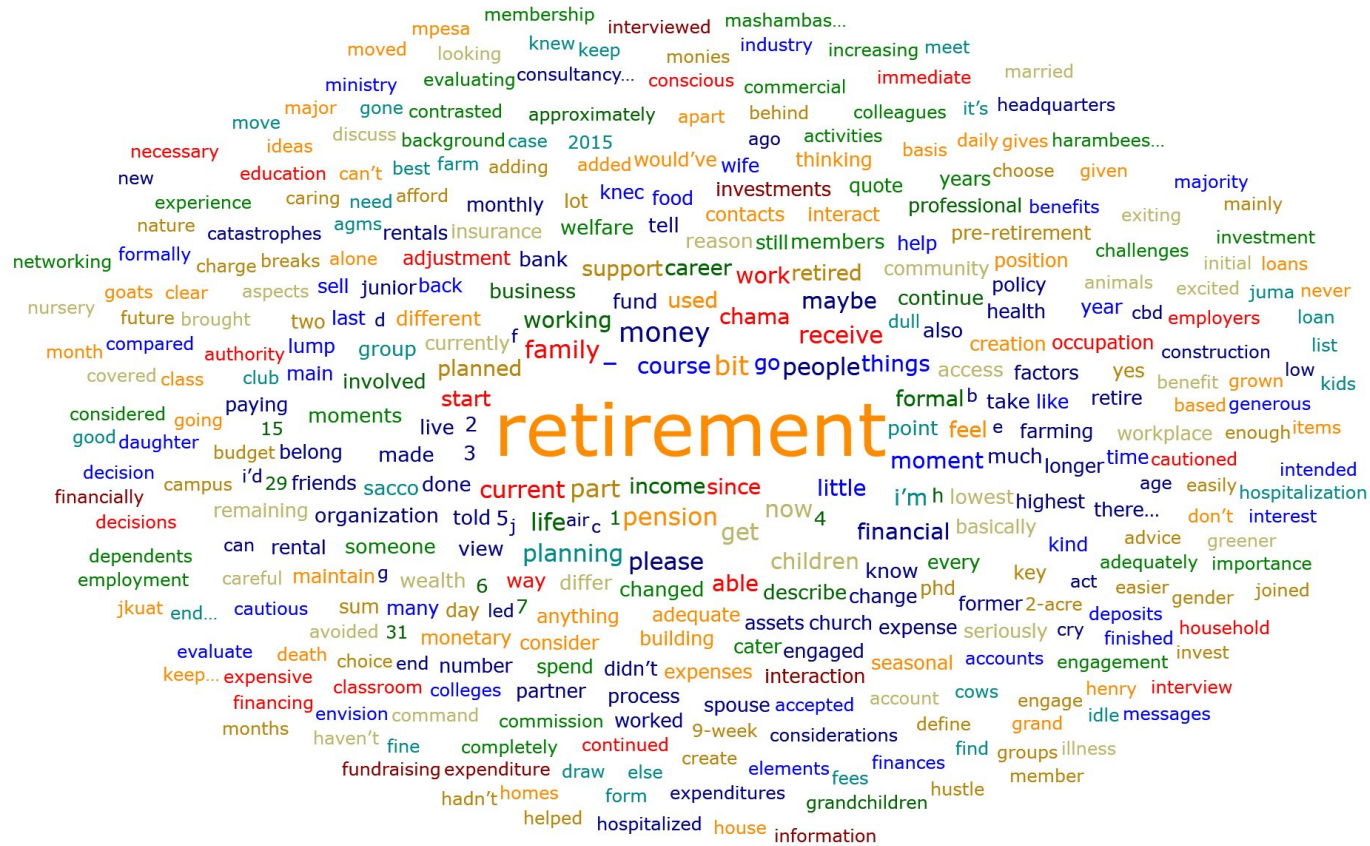 membership interviewed mashambas...
mpesa knew keep monies industry increasing meet
moved looking
ministry evaluating consultancy... conscious commercial immediate married
major gone contrasted approximately apart behind colleagues it's headquarters
move discuss background case 2015 ago activities daily gives harambees...
necessary ideas best farm adding added would've wife thinking basis choose given
new education can't
experience caring need afford monthly lot knec food investments quote years majority
nature agms rentals insurance welfare tell contacts interact professional benefits exiting mainly
catastrophes reason still members help pre-retirement challenges investment
networking formally charge breaks alone adjustment bank support career work retired community position initial loans
goats clear aspects sell junior back business fund used chama maybe continue policy animals excited juma never
nursery future brought two last d different working money receive dull also health year cbd employers loan
month compared authority lump group currently f family – course bit go people things creation occupation construction list
covered class club main involved planned access factors yes benefit grown low kids
considered going paying moments start retirement formal b take like retire based generous
15 live 2
good daughter budget belong made 3 point feel e farming workplace enough items
decision campus i'd 29 friends sacco done current part income since little moment much longer time cautioned intended
financially age easily hospitalization
decisions remaining organization told 5 j life air c 1 pension get now 4 i'm h lowest highest there... don't interest
dependents can rental someone view planning please children financial basically kind advice greener
employment careful maintain g wealth 6 way differ changed able describe know every key act adequately importance
jkuat end... cautious sum many day led 7 anything adequate change phd former 2-acre easier gender joined
avoided 31 monetary consider building assets church expense seriously cry deposits household
evaluate death choice end number spend didn't expenses cater engaged interaction seasonal accounts finished engagement invest
keep... expensive classroom colleges partner process spouse accepted account cows engage henry interview
financing envision command commission worked 9-week considerations define grand idle messages
months haven't fine completely continued create elements finances find groups illness
fundraising expenditure draw else fees member
hadn't homes form expenditures grandchildren hustle
helped hospitalized house information